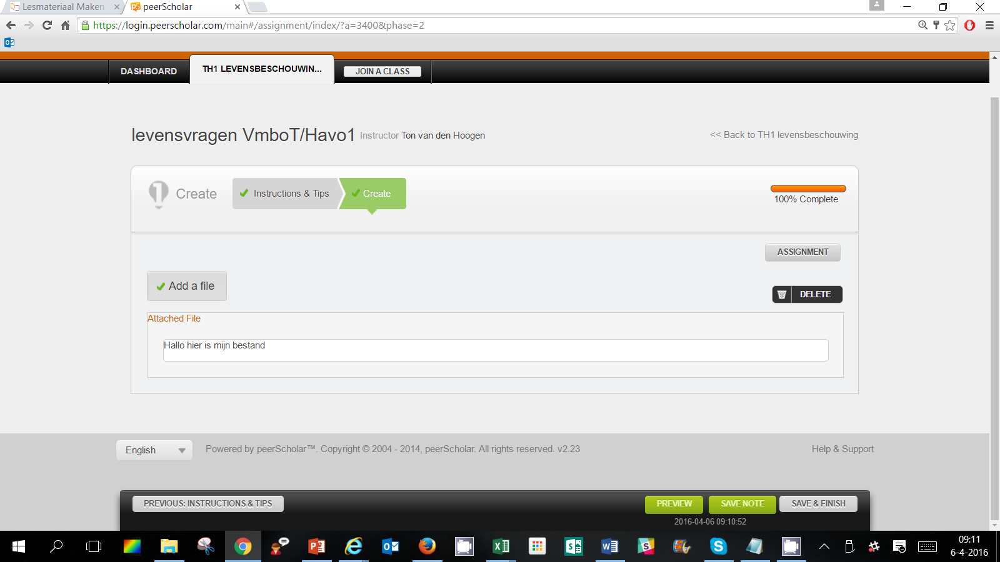 Lesmateriaal Maken
peerScholar
https://login.peerscholar.com/main#/assignment/index/?a=3400&phase=2
DASHBOARD
TH1 LEVENSBESCHOUWIN...
JOIN A CLASS
levensvragen VmboT/Havo1 Instructor Ton van den Hoogen
<< Back to TH1 levensbeschouwing
1 Create
Instructions & Tips
Create
100% Complete
ASSIGNMENT
Add a file
DELETE
Attached File
Hallo hier is mijn bestand
English
Powered by peerScholar™. Copyright © 2004 - 2014, peerScholar. All rights reserved. v2.23
Help & Support
PREVIOUS: INSTRUCTIONS & TIPS
PREVIEW
SAVE NOTE
SAVE & FINISH
2016-04-06 09:10:52
09:11
6-4-2016